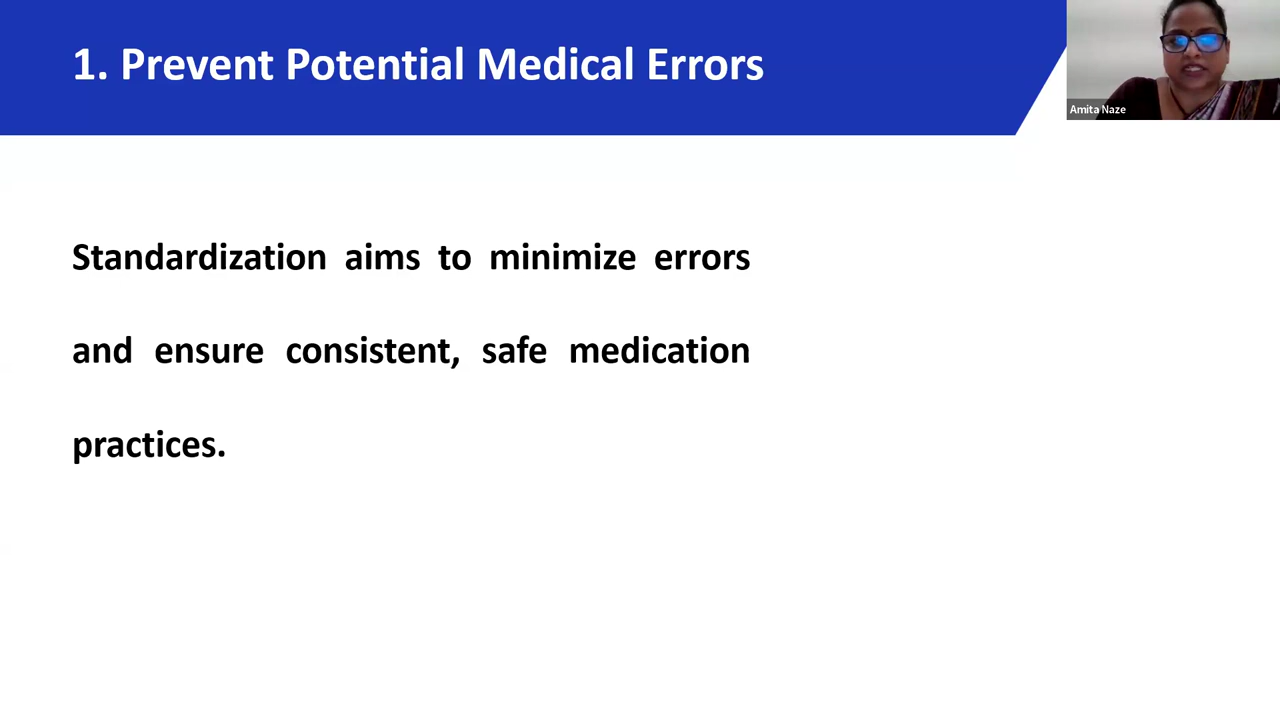 1. Prevent Potential Medical Errors
Amita Naze
Standardization aims to minimize errors
and ensure consistent, safe medication
practices.